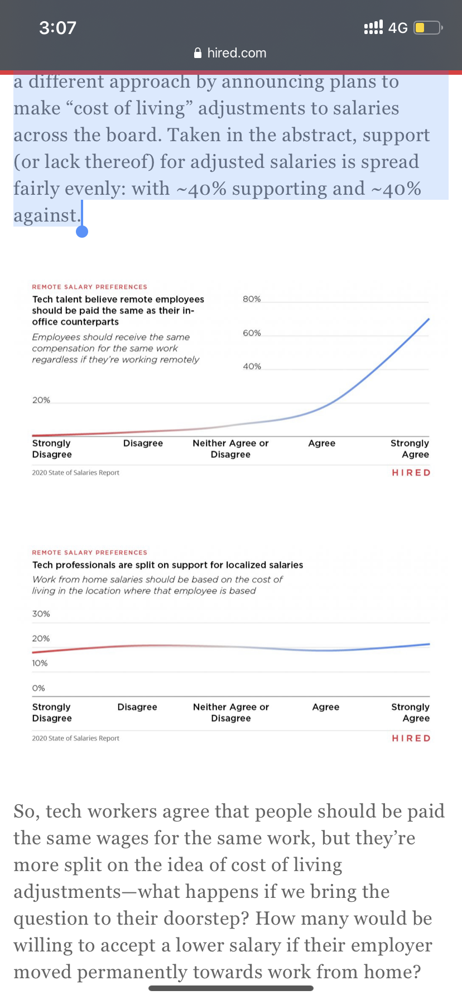 3:07
4G
hired.com
a different approach by announcing plans to
make “cost of living” adjustments to salaries
across the board. Taken in the abstract, support
(or lack thereof) for adjusted salaries is spread
fairly evenly: with ~40% supporting and ~40%
against.
REMOTE SALARY PREFERENCES
Tech talent believe remote employees
should be paid the same as their in-
office counterparts
Employees should receive the same
compensation for the same work
regardless if they’re working remotely
80%
60%
40%
20%
Strongly Disagree
Disagree
Neither Agree or Disagree
Agree
Strongly Agree
2020 State of Salaries Report
HIRED
REMOTE SALARY PREFERENCES
Tech professionals are split on support for localized salaries
Work from home salaries should be based on the cost of
living in the location where that employee is based
30%
20%
10%
0%
Strongly Disagree
Disagree
Neither Agree or Disagree
Agree
Strongly Agree
2020 State of Salaries Report
HIRED
So, tech workers agree that people should be paid
the same wages for the same work, but they’re
more split on the idea of cost of living
adjustments—what happens if we bring the
question to their doorstep? How many would be
willing to accept a lower salary if their employer
moved permanently towards work from home?